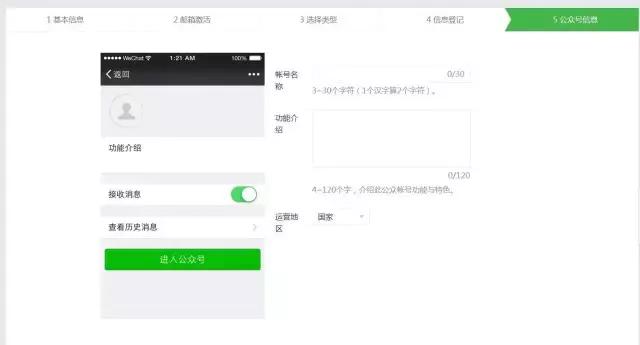 1 基本信息
2 邮箱激活
3 选择类型
4 信息登记
5 公众号信息
WeChat
1:21 AM
100%
返回
功能介绍
接收消息
查看历史消息
进入公众号
帐号名
称
0/30
3~30个字符（1个汉字算2个字符）。
功能介
绍
0/120
4~120个字，介绍此公众帐号功能与特色。
运营地
区
国家